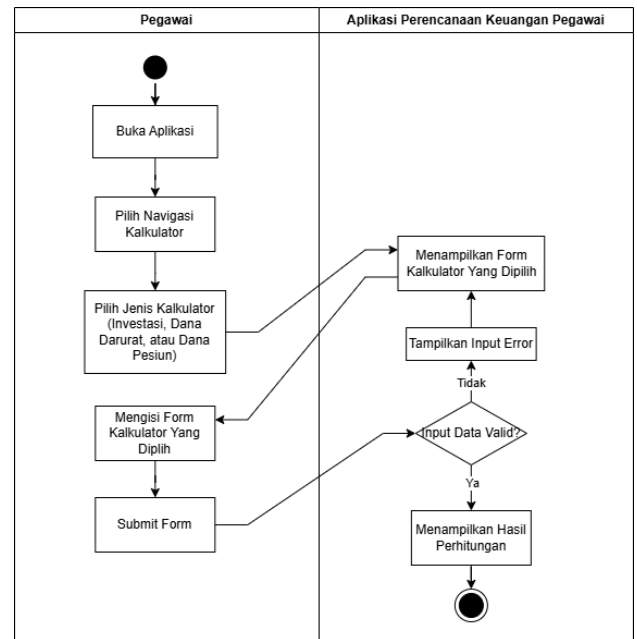 Pegawai
Aplikasi Perencanaan Keuangan Pegawai
Buka Aplikasi
Pilih Navigasi
Kalkulator
Pilih Jenis Kalkulator
(Investasi, Dana
Darurat, atau Dana
Pesiun)
Menampilkan Form
Kalkulator Yang Dipilih
Tampilkan Input Error
Tidak
Mengisi Form
Kalkulator Yang
Diplih
Input Data Valid?
Ya
Submit Form
Menampilkan Hasil
Perhitungan